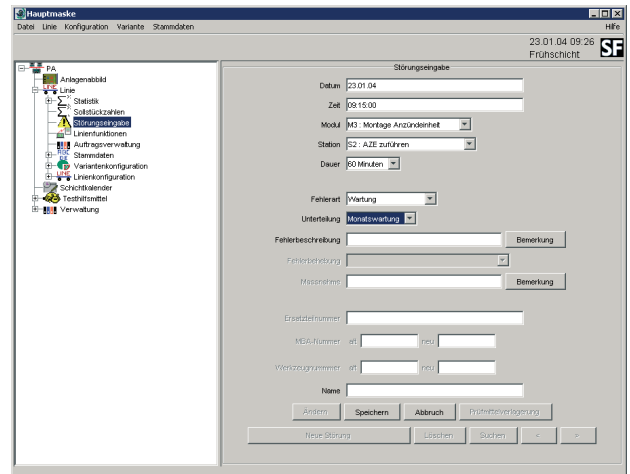 Hauptmaske
Datei Linie Konfiguration Variante Stammdaten Hilfe
23.01.04 09:26
Frühschicht
SF
PA
Anlagenabbild
Linie
Statistik
Sollstückzahlen
Störungseingabe
Linienfunktionen
Auftragsverwaltung
Stammdaten
Variantenkonfiguration
Linienkonfiguration
Schichtkalender
Testhilfsmittel
Verwaltung
Störungseingabe
Datum 23.01.04
Zeit 09:15:00
Modul M3: Montage Anzündeinheit
Station S2 : AZE zuführen
Dauer 60 Minuten
Fehlerart Wartung
Unterteilung Monatswartung
Fehlerbeschreibung Bemerkung
Fehlerbehebung
Massnahme Bemerkung
Ersatzteilnummer
MBA-Nummer alt neu
Werkzeugnummer alt neu
Name
Ändern Speichern Abbruch Prüfmittelverlagerung
Neue Störung Löschen Suchen < >